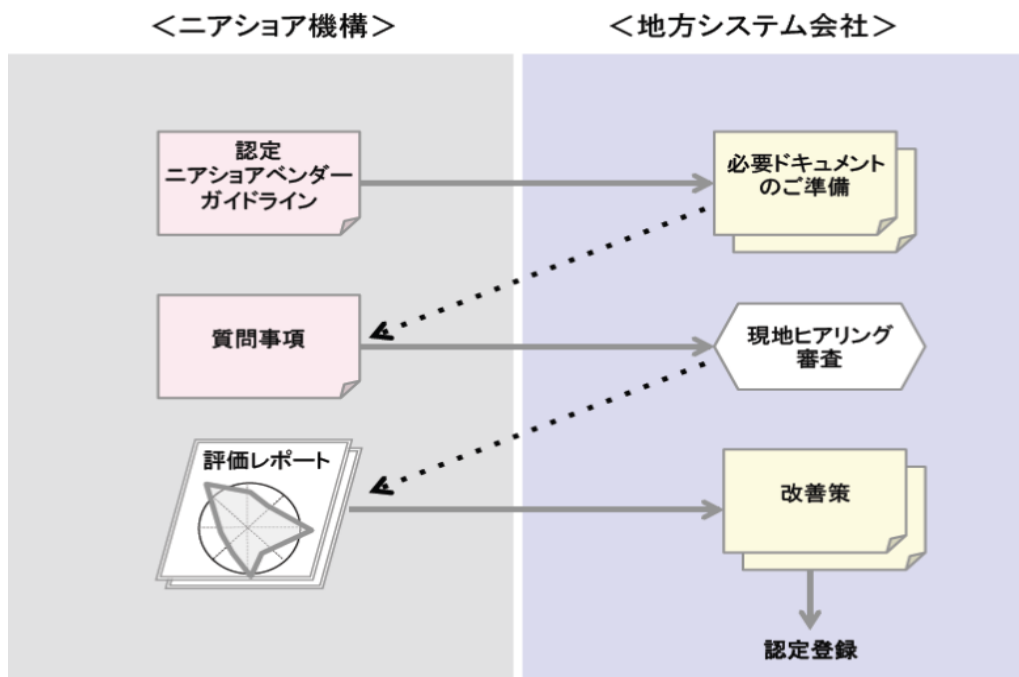 ＜ニアショア機構＞
＜地方システム会社＞
認定
ニアショアベンダー
ガイドライン
必要ドキュメント
のご準備
質問事項
現地ヒアリング
審査
評価レポート
改善策
認定登録